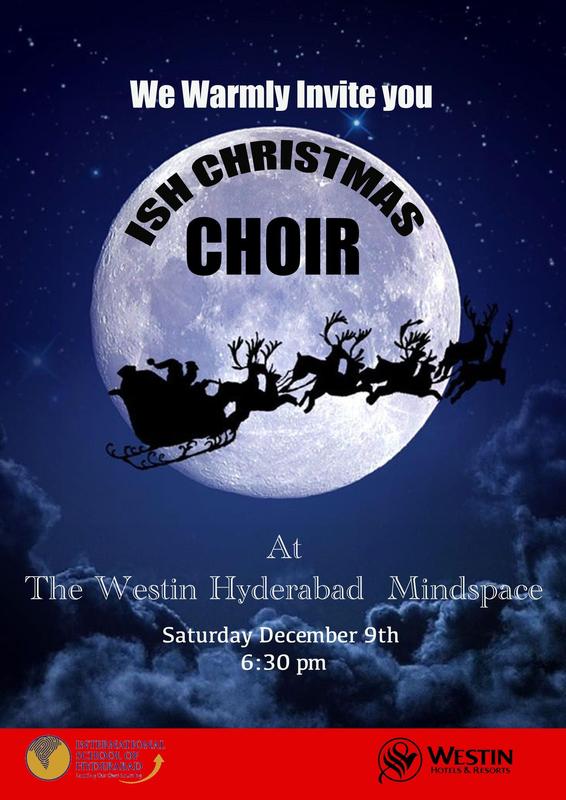 We Warmly Invite you
ISH CHRISTMAS
CHOIR
At
The Westin Hyderabad Mindspace
Saturday December 9th
6:30 pm
INTERNATIONAL
SCHOOL OF
HYDERABAD
WESTIN
HOTELS & RESORTS